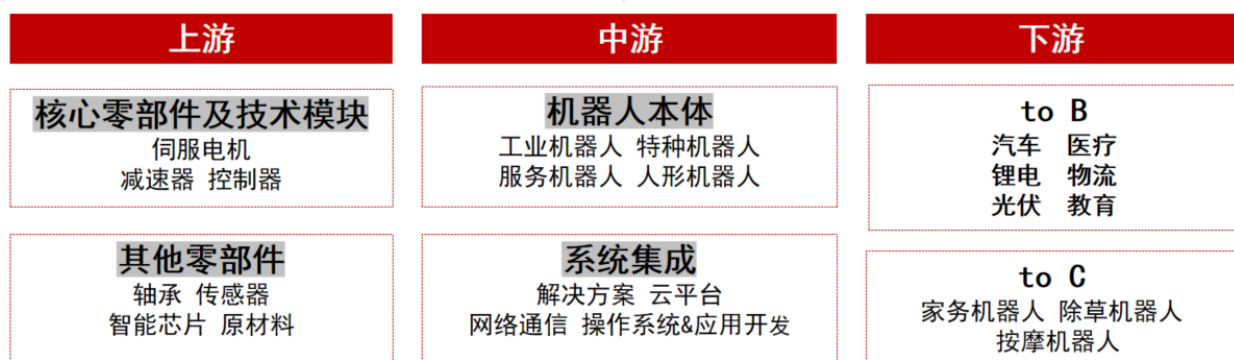 上游
核心零部件及技术模块
伺服电机
减速器 控制器
其他零部件
轴承 传感器
智能芯片 原材料
中游
机器人本体
工业机器人 特种机器人
服务机器人 人形机器人
系统集成
解决方案 云平台
网络通信 操作系统&应用开发
下游
to B
汽车 医疗
锂电 物流
光伏 教育
to C
家务机器人 除草机器人
按摩机器人